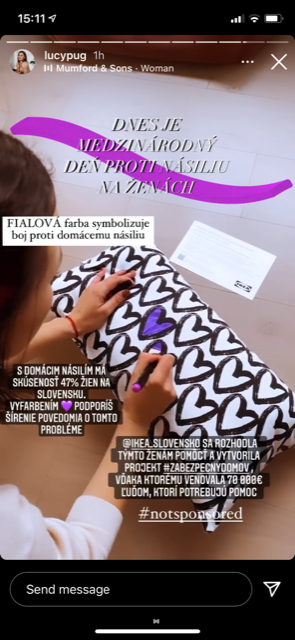 15:11
lucypug 1h
Mumford & Sons · Woman
DNES JE
MEDZINÁRODNÝ
DEŇ PROTI NÁSILIU
NA ŽENÁCH
FIALOVÁ farba symbolizuje
boj proti domácemu násiliu
S DOMÁCIM NÁSILÍM MÁ
SKÚSENOSŤ 47% ŽIEN NA
SLOVENSKU.
VYFARBENÍM 💜 PODPORÍŠ
ŠÍRENIE POVEDOMIA O TOMTO
PROBLÉME
@IKEA.SLOVENSKO SA ROZHODLA
TÝMTO ŽENÁM POMÔCŤ A VYTVORILA
PROJEKT #ZABEZPECNYDOMOV,
VĎAKA KTORÉMU VENOVALA 70 000€
ĽUĎOM, KTORÍ POTREBUJÚ POMOC
#notsponsored
Send message